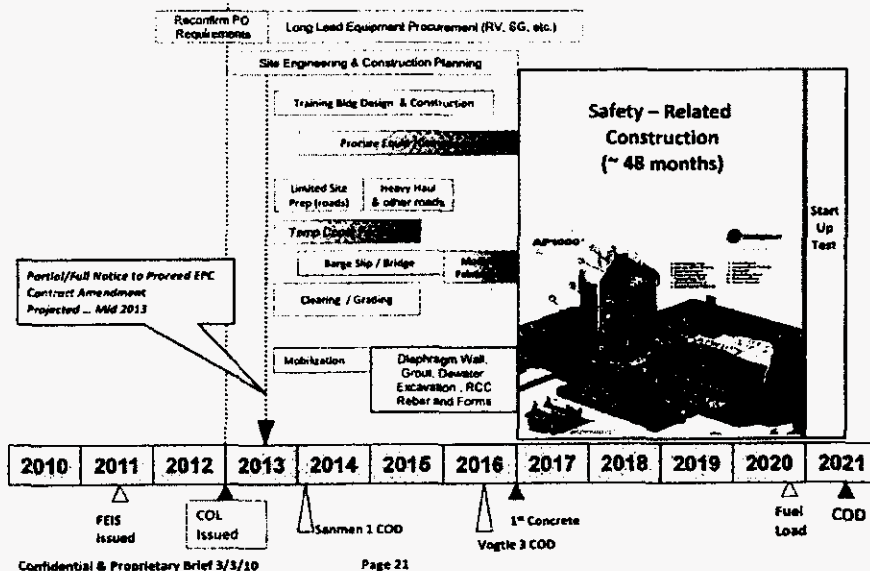 Reconfirm PO
Requirements
Long Lead Equipment Procurement (RV, SG, etc.)
Site Engineering & Construction Planning
Training Bldg Design & Construction
Procure Equip
Limited Site
Prep (roads)
Heavy Haul
& other roads
Temp
Barge Slip / Bridge
Clearing / Grading
Mobilization
Diaphragm Wall,
Grout, Dewater
Excavation, RCC
Rebar and Forms
Safety – Related
Construction
(~ 48 months)
AP1000
Start
Up
Test
Partial/Full Notice to Proceed EPC
Contract Amendment
Projected ... Mid 2013
2010 2011 2012 2013 2014 2015 2016 2017 2018 2019 2020 2021
FEIS
Issued
COL
Issued
Sanmen 1 COD
Vogtle 3 COD
1st Concrete
Fuel
Load
COD
Confidential & Proprietary Brief 3/3/10 Page 21